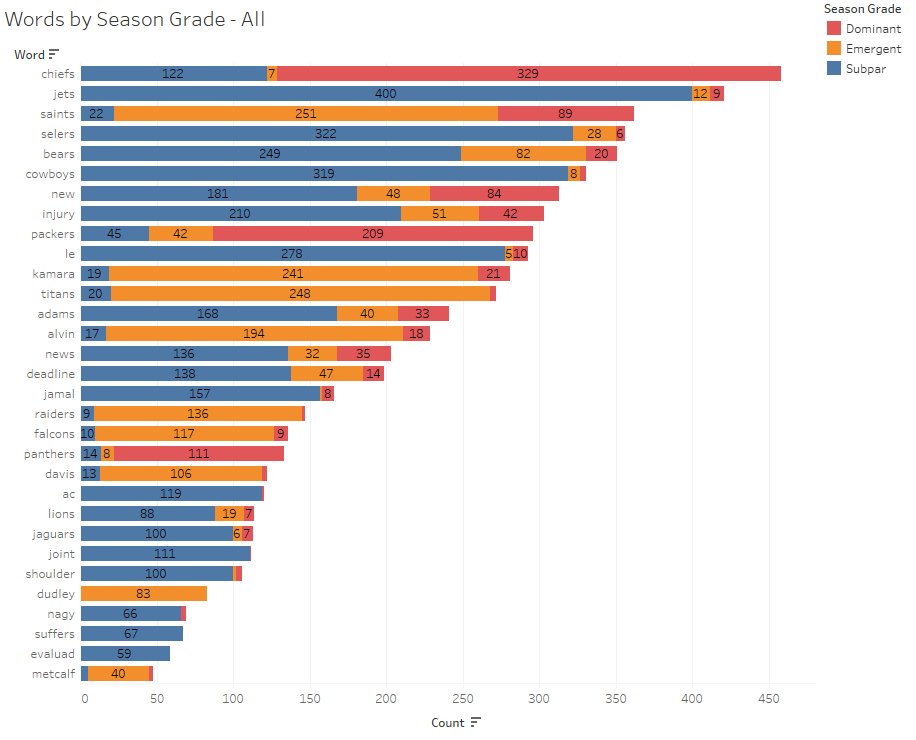 Words by Season Grade - All
Season Grade
Dominant
Emergent
Subpar
Word
chiefs 122 7 329
jets 400 12 9
saints 22 251 89
selers 322 28 6
bears 249 82 20
cowboys 319 8
new 181 48 84
injury 210 51 42
packers 45 42 209
le 278 5 10
kamara 19 241 21
titans 20 248
adams 168 40 33
alvin 17 194 18
news 136 32 35
deadline 138 47 14
jamal 157 8
raiders 9 136
falcons 10 117 9
panthers 14 8 111
davis 13 106
ac 119
lions 88 19 7
jaguars 100 6 7
joint 111
shoulder 100
dudley 83
nagy 66
suffers 67
evaluad 59
metcalf 40
0 50 100 150 200 250 300 350 400 450
Count